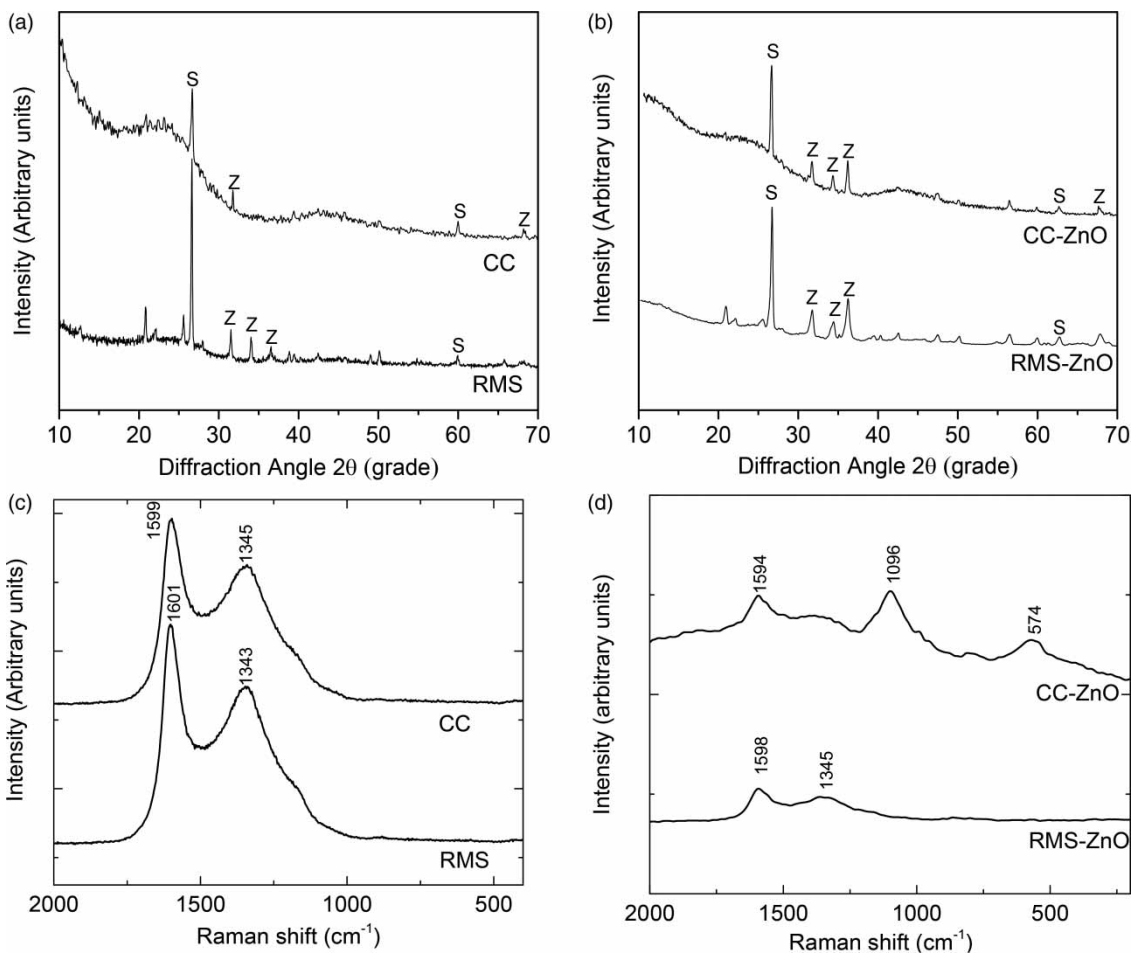 (a)
Intensity (Arbitrary units)
S
Z
S
Z
CC
Z
Z
Z
S
RMS
10 20 30 40 50 60 70
Diffraction Angle 2θ (grade)
(b)
Intensity (Arbitrary units)
S
Z
Z
Z
S
Z
CC-ZnO
S
Z
Z
Z
S
RMS-ZnO
10 20 30 40 50 60 70
Diffraction Angle 2θ (grade)
(c)
Intensity (Arbitrary units)
1599
1345
CC
1601
1343
RMS
2000 1500 1000 500
Raman shift (cm⁻¹)
(d)
Intensity (arbitrary units)
1594
1096
574
CC-ZnO
1598
1345
RMS-ZnO
2000 1500 1000 500
Raman shift (cm⁻¹)